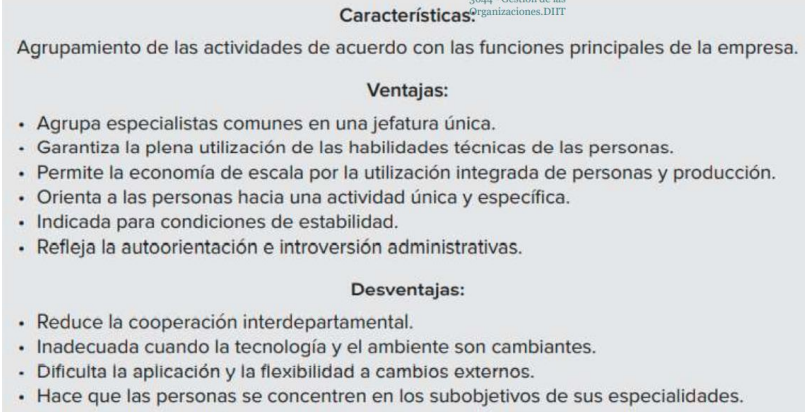 3044 - Gestión de las
Organizaciones.DIIT
Características:
Agrupamiento de las actividades de acuerdo con las funciones principales de la empresa.
Ventajas:
• Agrupa especialistas comunes en una jefatura única.
• Garantiza la plena utilización de las habilidades técnicas de las personas.
• Permite la economía de escala por la utilización integrada de personas y producción.
• Orienta a las personas hacia una actividad única y específica.
• Indicada para condiciones de estabilidad.
• Refleja la autoorientación e introversión administrativas.
Desventajas:
• Reduce la cooperación interdepartamental.
• Inadecuada cuando la tecnología y el ambiente son cambiantes.
• Dificulta la aplicación y la flexibilidad a cambios externos.
• Hace que las personas se concentren en los subobjetivos de sus especialidades.